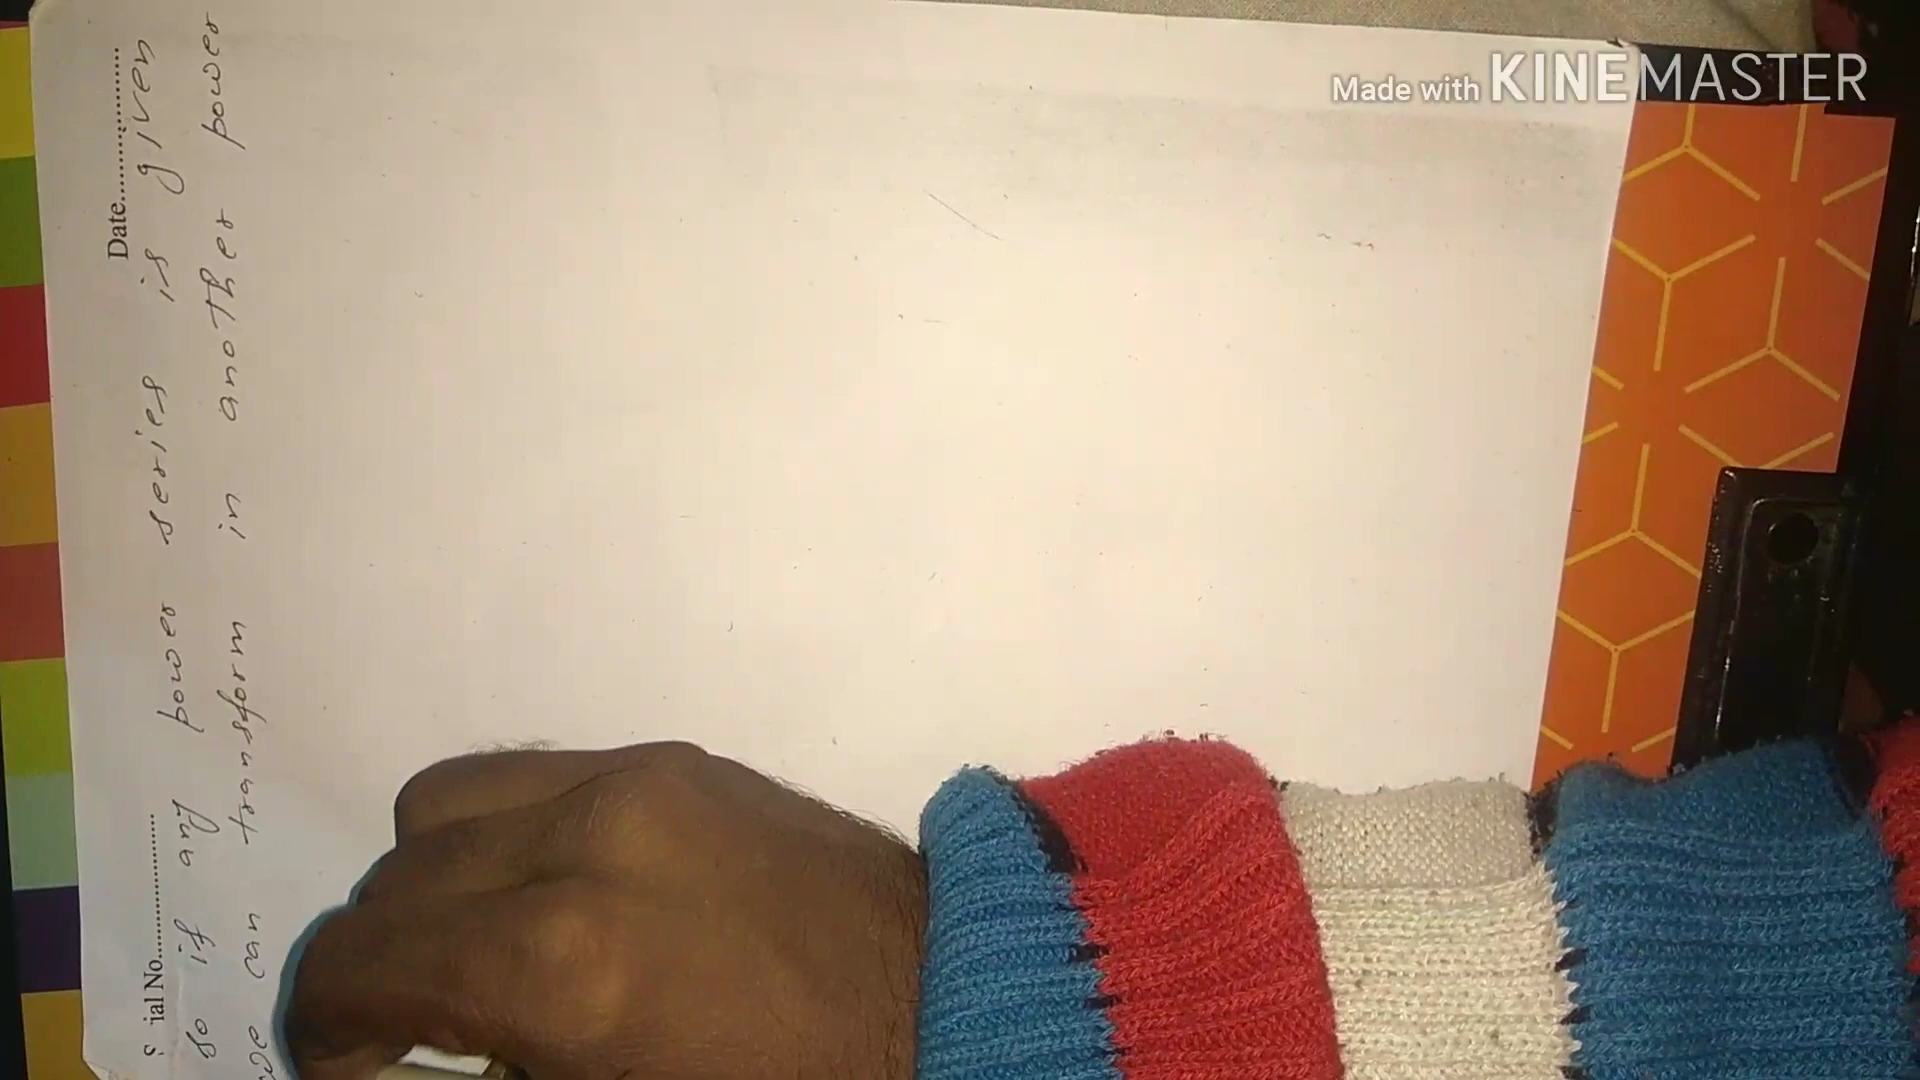 Made with KINEMASTER
ial No.................... Date....................
so if any power series is given
we can transform in another power